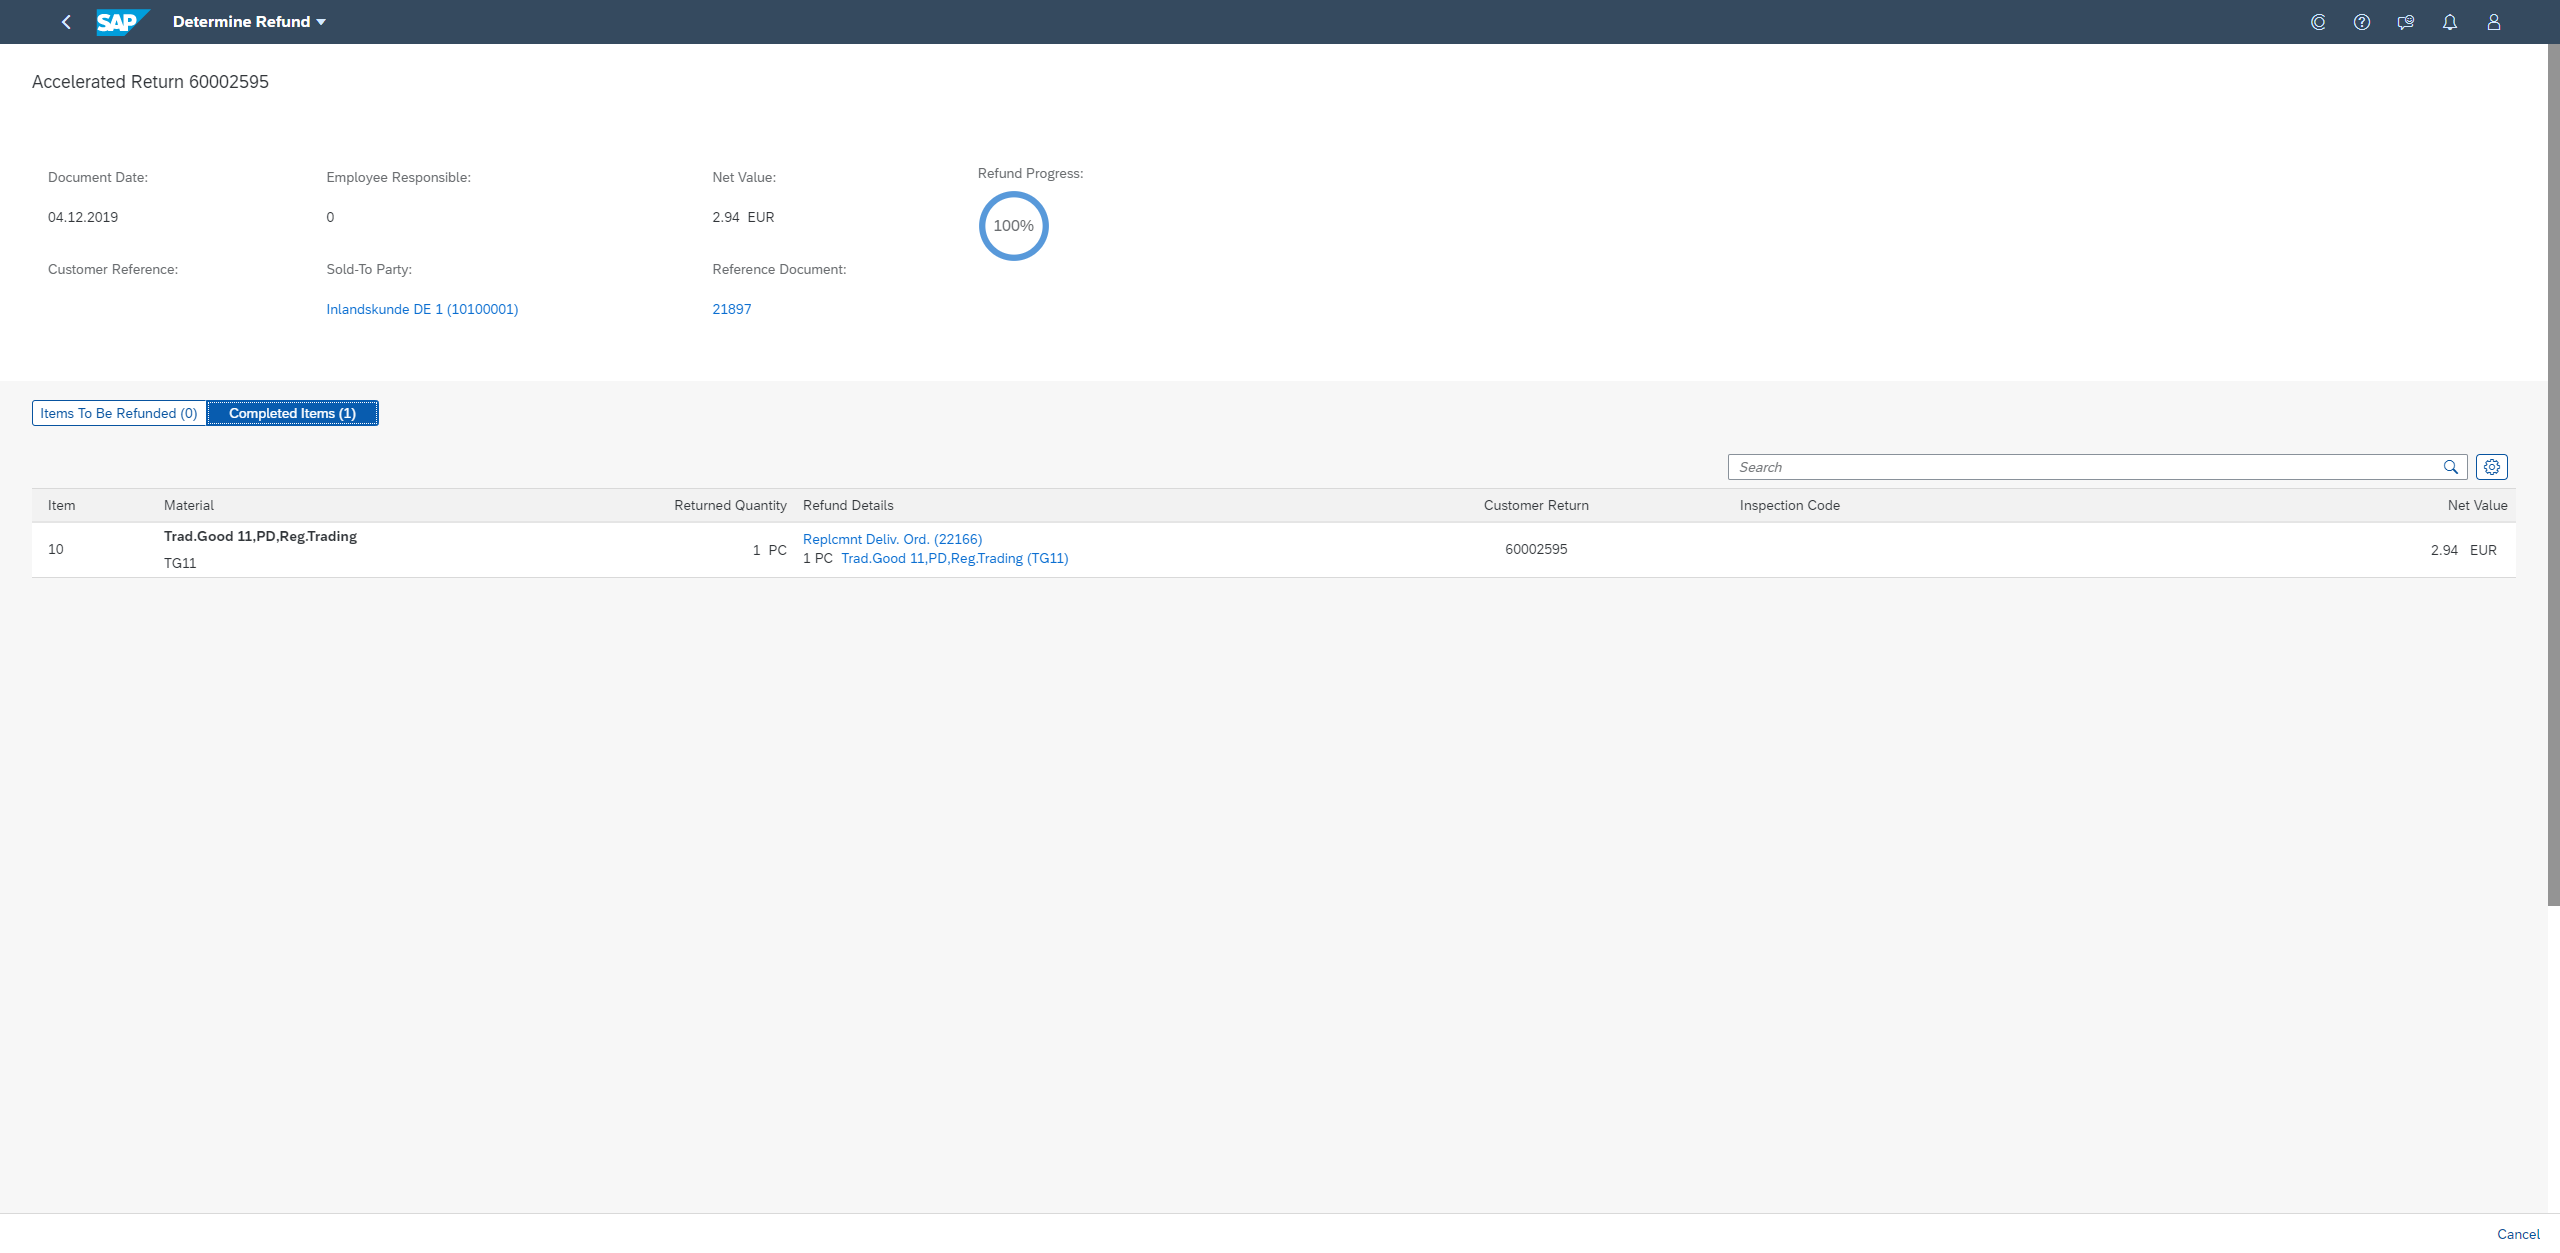 SAP Determine Refund
Accelerated Return 60002595
Document Date:
04.12.2019
Customer Reference:
Employee Responsible:
0
Sold-To Party:
Inlandskunde DE 1 (10100001)
Net Value:
2.94 EUR
Reference Document:
21897
Refund Progress:
100%
Items To Be Refunded (0) Completed Items (1)
Search
Item Material Returned Quantity Refund Details Customer Return Inspection Code Net Value
10 Trad.Good 11,PD,Reg.Trading
TG11
1 PC
Replcmnt Deliv. Ord. (22166)
1 PC Trad.Good 11,PD,Reg.Trading (TG11)
60002595
2.94 EUR
Cancel